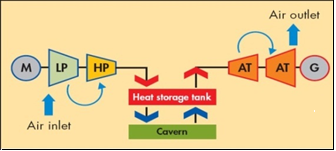 Air outlet
M
LP
HP
AT
AT
G
Heat storage tank
Air inlet
Cavern